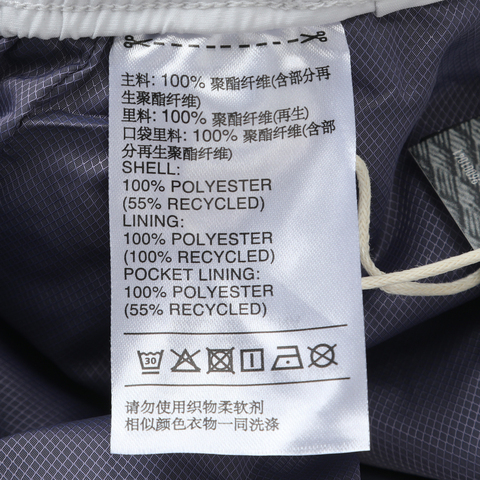 主料: 100% 聚酯纤维(含部分再
生聚酯纤维)
里料: 100% 聚酯纤维(再生)
口袋里料: 100% 聚酯纤维(含部
分再生聚酯纤维)
SHELL:
100% POLYESTER
(55% RECYCLED)
LINING:
100% POLYESTER
(100% RECYCLED)
POCKET LINING:
100% POLYESTER
(55% RECYCLED)
30
请勿使用织物柔软剂
相似颜色衣物一同洗涤